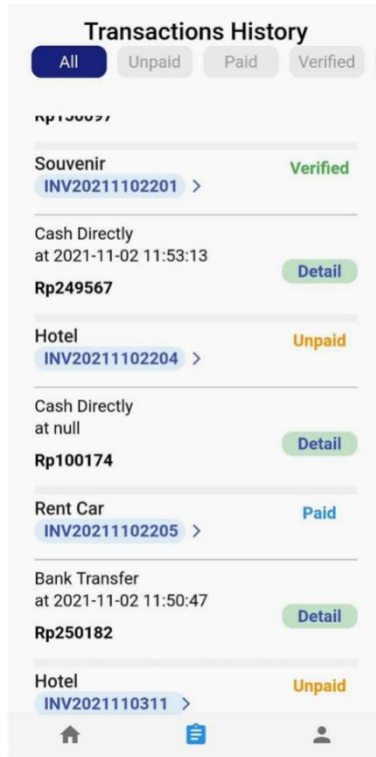 Transactions History
All Unpaid Paid Verified
Souvenir Verified
INV20211102201 >
Cash Directly
at 2021-11-02 11:53:13
Detail
Rp249567
Hotel Unpaid
INV20211102204 >
Cash Directly
at null
Detail
Rp100174
Rent Car Paid
INV20211102205 >
Bank Transfer
at 2021-11-02 11:50:47
Detail
Rp250182
Hotel Unpaid
INV2021110311 >